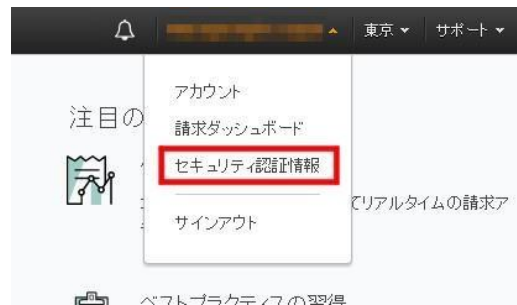 東京 サポート
アカウント
注目の
請求ダッシュボード
セキュリティ認証情報
てリアルタイムの請求ア
サインアウト
ベストプラクティスの習得